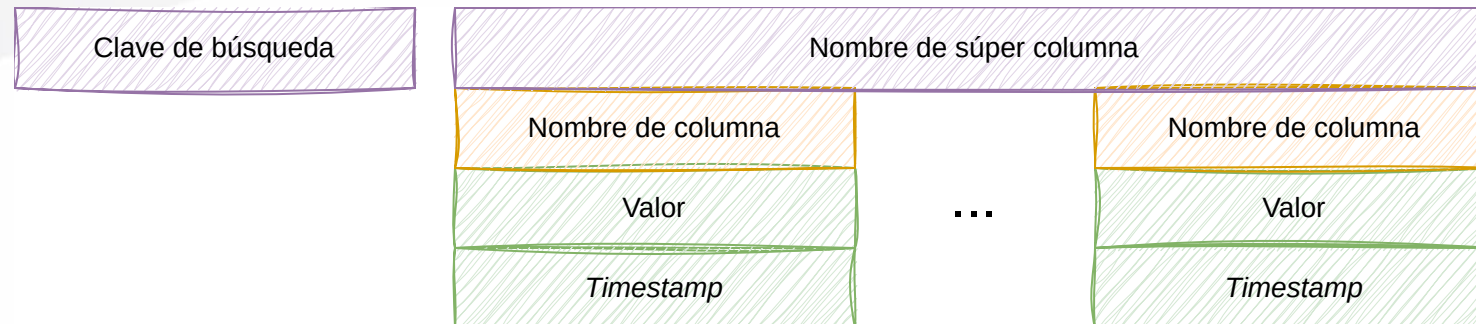 Clave de búsqueda
Nombre de súper columna
Nombre de columna
Nombre de columna
Valor
...
Valor
Timestamp
Timestamp